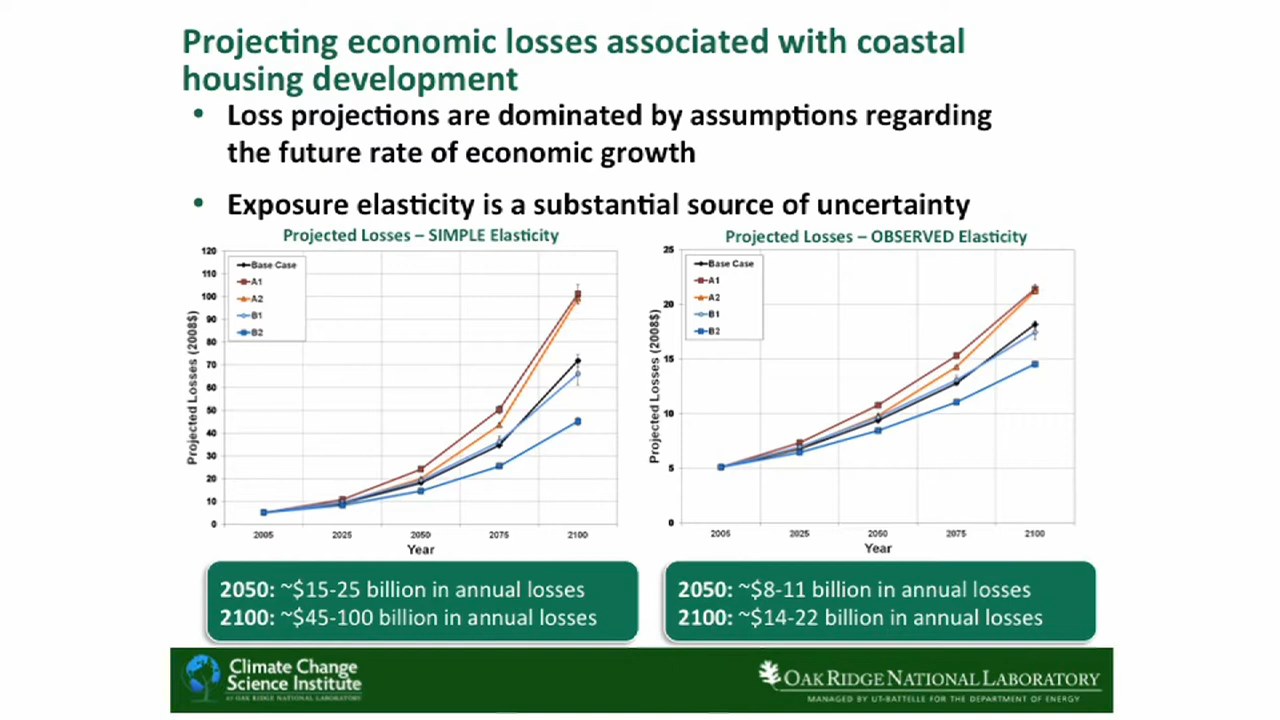 Projecting economic losses associated with coastal
housing development
• Loss projections are dominated by assumptions regarding
the future rate of economic growth
• Exposure elasticity is a substantial source of uncertainty
Projected Losses – SIMPLE Elasticity
120
110
100
90
80
70
60
50
40
30
20
10
0
Projected Losses (2008$)
Base Case
A1
A2
B1
B2
2005 2025 2050 2075 2100
Year
Projected Losses – OBSERVED Elasticity
25
20
15
10
5
0
Projected Losses (2008$)
Base Case
A1
A2
B1
B2
2005 2025 2050 2075 2100
Year
2050: ~$15-25 billion in annual losses
2100: ~$45-100 billion in annual losses
2050: ~$8-11 billion in annual losses
2100: ~$14-22 billion in annual losses
Climate Change
Science Institute
AT OAK RIDGE NATIONAL LABORATORY
OAK RIDGE NATIONAL LABORATORY
MANAGED BY UT-BATTELLE FOR THE DEPARTMENT OF ENERGY